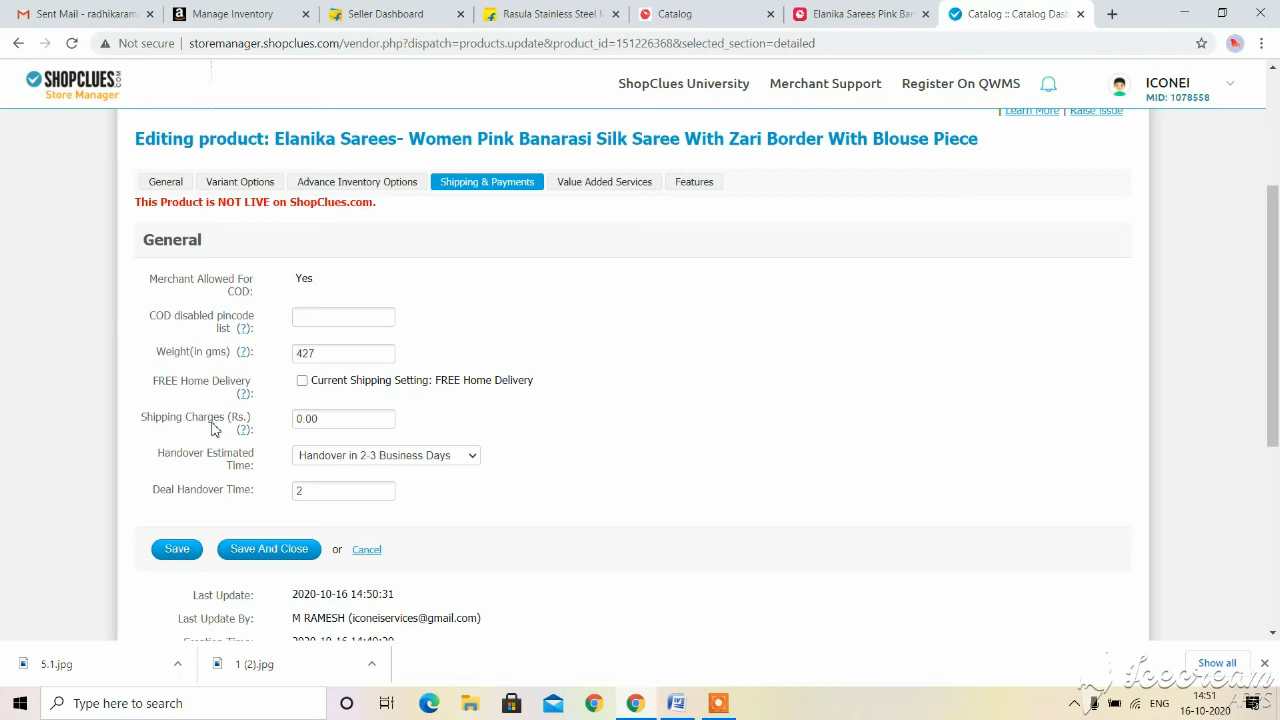 Sent mail - radhikaram
Amazon
Seller Dashboard
Rasula Stainless Steel M
Catalog
Elanika Sarees Pink Ban
Catalog :: Catalog Dash
Not secure
storemanager.shopclues.com/vendor.php?dispatch=products.update&product_id=151226368&selected_section=detailed
SHOPCLUES.COM
Store Manager
ShopClues University
Merchant Support
Register On QWMS
ICONEI
MID: 1078558
Learn More | Raise Issue
Editing product: Elanika Sarees- Women Pink Banarasi Silk Saree With Zari Border With Blouse Piece
General
Variant Options
Advance Inventory Options
Shipping & Payments
Value Added Services
Features
This Product is NOT LIVE on ShopClues.com.
General
Merchant Allowed For
COD:
Yes
COD disabled pincode
list (?):
Weight(In gms) (?):
427
FREE Home Delivery
(?):
Current Shipping Setting: FREE Home Delivery
Shipping Charges (Rs.)
(?):
0.00
Handover Estimated
Time:
Handover in 2-3 Business Days
Deal Handover Time:
2
Save
Save And Close
or
Cancel
Last Update:
2020-10-16 14:50:31
Last Update By:
M RAMESH (iconeiservices@gmail.com)
5.1.jpg
1 (2).jpg
Show all
Icecream
APPS
Type here to search
ENG
14:51
16-10-2020